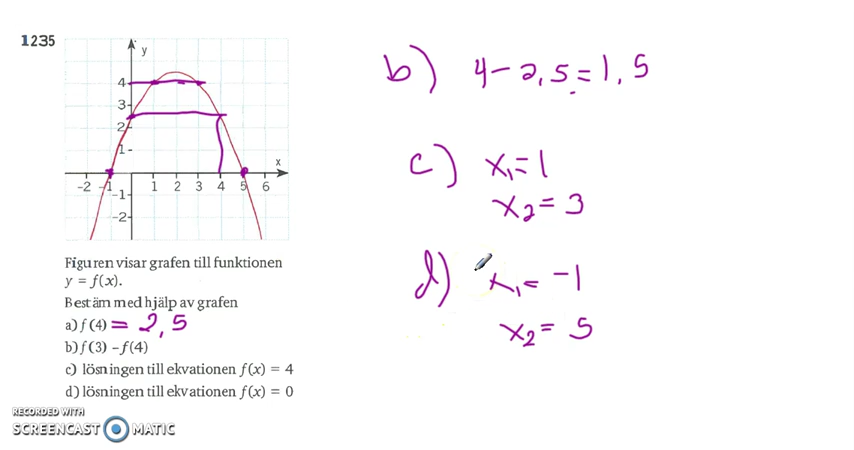 1235
y
4
3
2
1
x
-2 -1 1 2 3 4 5 6
-1
-2
Figuren visar grafen till funktionen
y = f(x).
Bestäm med hjälp av grafen
a) f(4) = 2,5
b) f(3) – f(4)
c) lösningen till ekvationen f(x) = 4
d) lösningen till ekvationen f(x) = 0
b) 4 – 2,5 = 1,5
c) x₁ = 1
x₂ = 3
d) x₁ = -1
x₂ = 5
RECORDED WITH
SCREENCAST MATIC